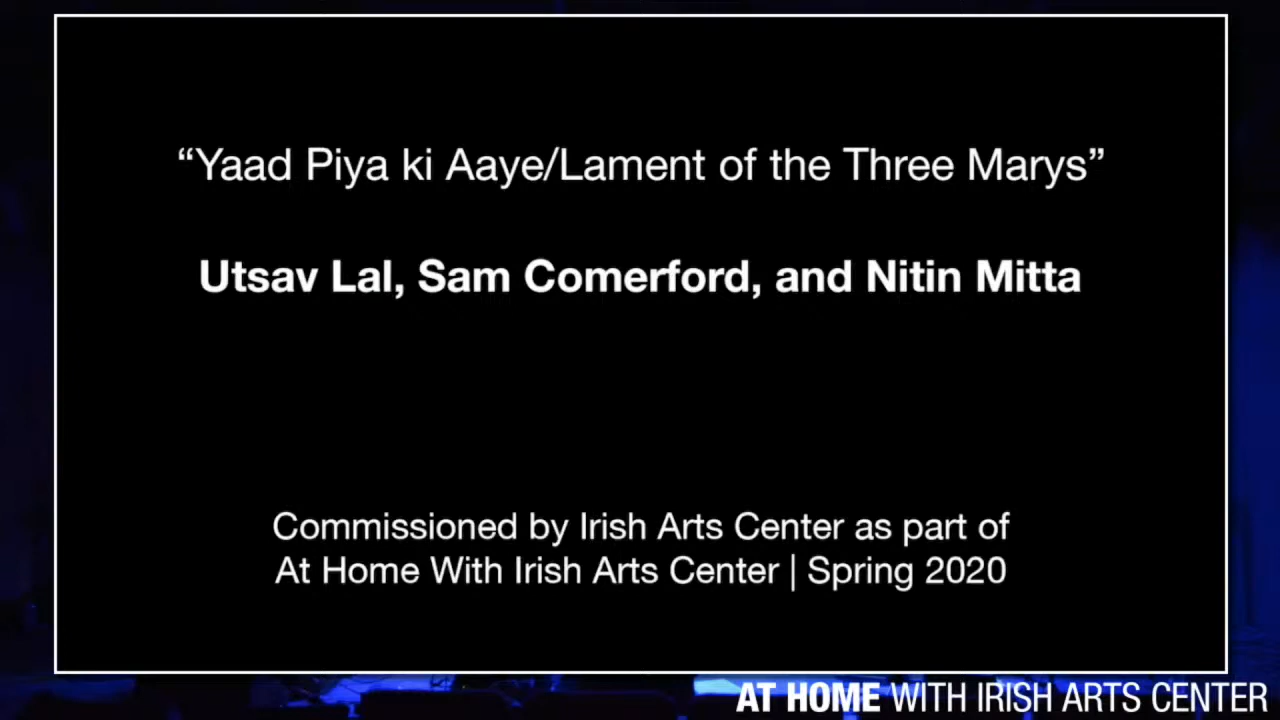 “Yaad Piya ki Aaye/Lament of the Three Marys”
Utsav Lal, Sam Comerford, and Nitin Mitta
Commissioned by Irish Arts Center as part of
At Home With Irish Arts Center | Spring 2020
AT HOME WITH IRISH ARTS CENTER